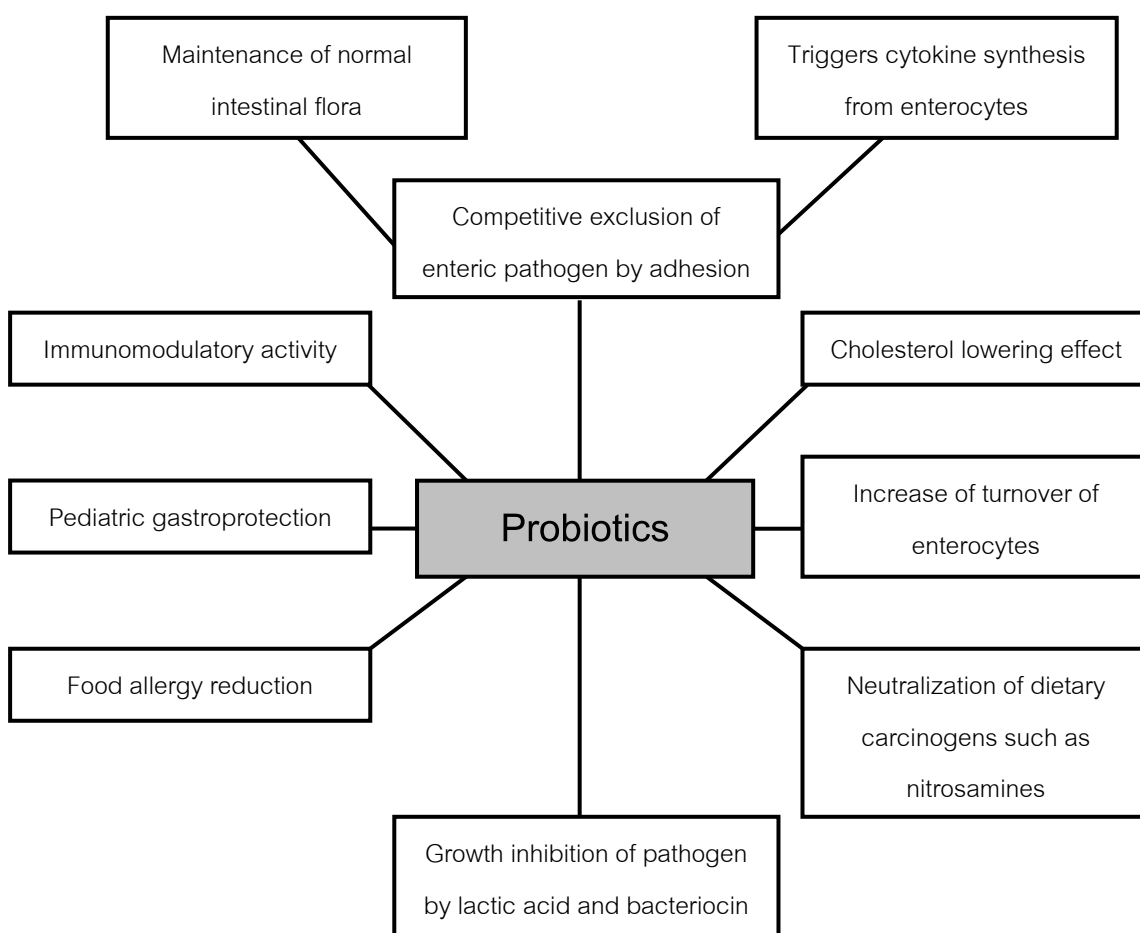 Maintenance of normal
intestinal flora
Triggers cytokine synthesis
from enterocytes
Competitive exclusion of
enteric pathogen by adhesion
Immunomodulatory activity
Cholesterol lowering effect
Pediatric gastroprotection
Probiotics
Increase of turnover of
enterocytes
Food allergy reduction
Neutralization of dietary
carcinogens such as
nitrosamines
Growth inhibition of pathogen
by lactic acid and bacteriocin